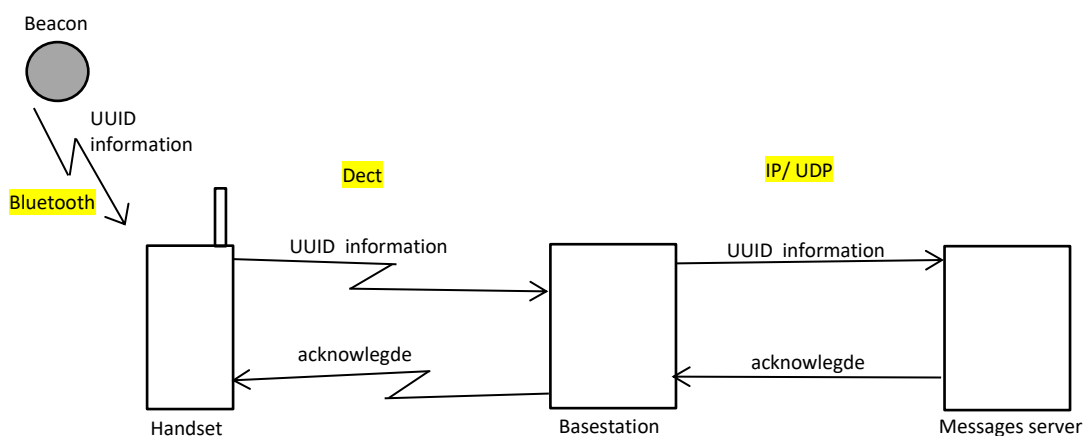 Beacon
UUID
information
Bluetooth
Dect
IP/ UDP
UUID information
UUID information
acknowlegde
acknowlegde
Handset
Basestation
Messages server